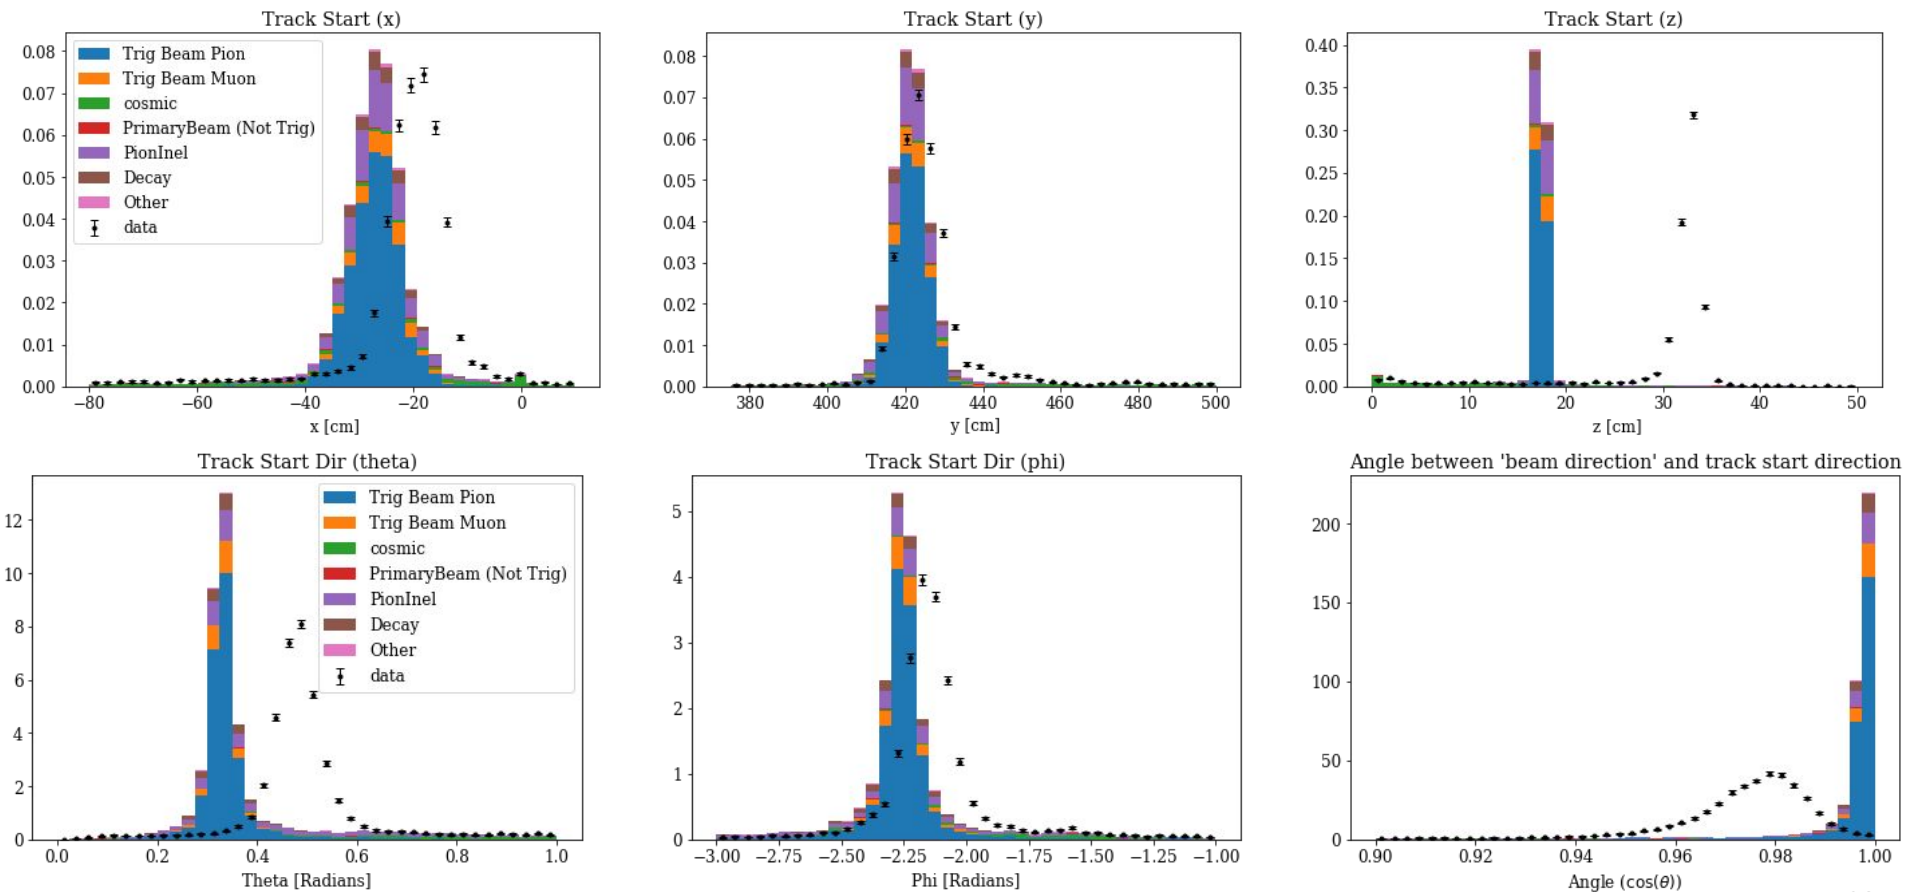 Track Start (x)
0.08
0.07
0.06
0.05
0.04
0.03
0.02
0.01
0.00
Trig Beam Pion
Trig Beam Muon
cosmic
PrimaryBeam (Not Trig)
PionInel
Decay
Other
data
−80 −60 −40 −20 0
x [cm]
Track Start (y)
0.08
0.07
0.06
0.05
0.04
0.03
0.02
0.01
0.00
380 400 420 440 460 480 500
y [cm]
Track Start (z)
0.40
0.35
0.30
0.25
0.20
0.15
0.10
0.05
0.00
0 10 20 30 40 50
z [cm]
Track Start Dir (theta)
12
10
8
6
4
2
0
Trig Beam Pion
Trig Beam Muon
cosmic
PrimaryBeam (Not Trig)
PionInel
Decay
Other
data
0.0 0.2 0.4 0.6 0.8 1.0
Theta [Radians]
Track Start Dir (phi)
5
4
3
2
1
0
−3.00 −2.75 −2.50 −2.25 −2.00 −1.75 −1.50 −1.25 −1.00
Phi [Radians]
Angle between 'beam direction' and track start direction
200
150
100
50
0
0.90 0.92 0.94 0.96 0.98 1.00
Angle (cos(θ))